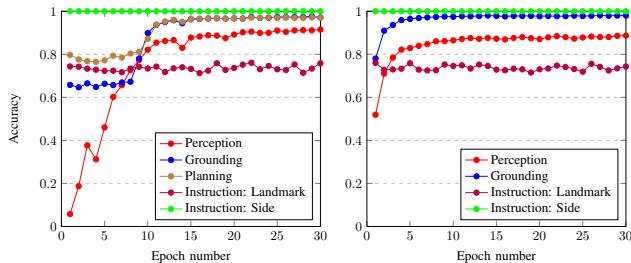 1
0.8
0.6
0.4
0.2
0
Accuracy
0 5 10 15 20 25 30
Epoch number
Perception
Grounding
Planning
Instruction: Landmark
Instruction: Side
1
0.8
0.6
0.4
0.2
0
0 5 10 15 20 25 30
Epoch number
Perception
Grounding
Instruction: Landmark
Instruction: Side